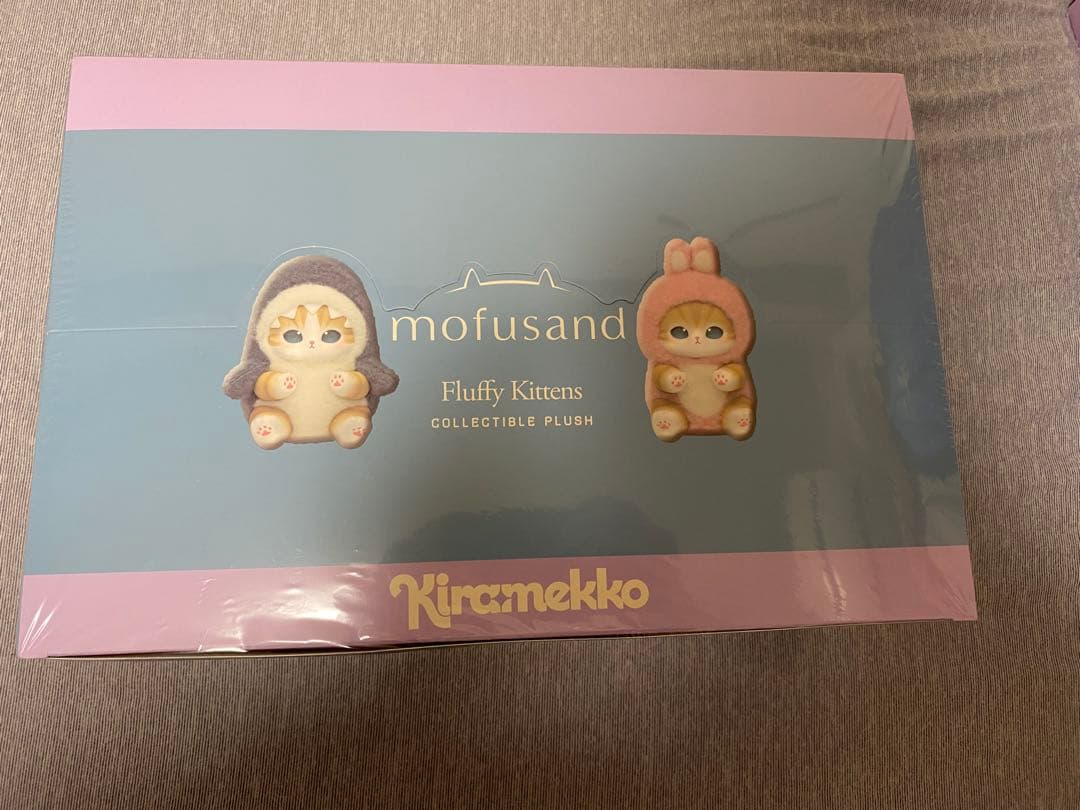 mofusand
Fluffy Kittens
COLLECTIBLE PLUSH
Kiramekko